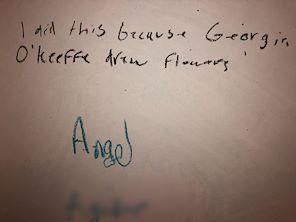 I did this because Georgia
O'Keeffe drew flowers
Angel